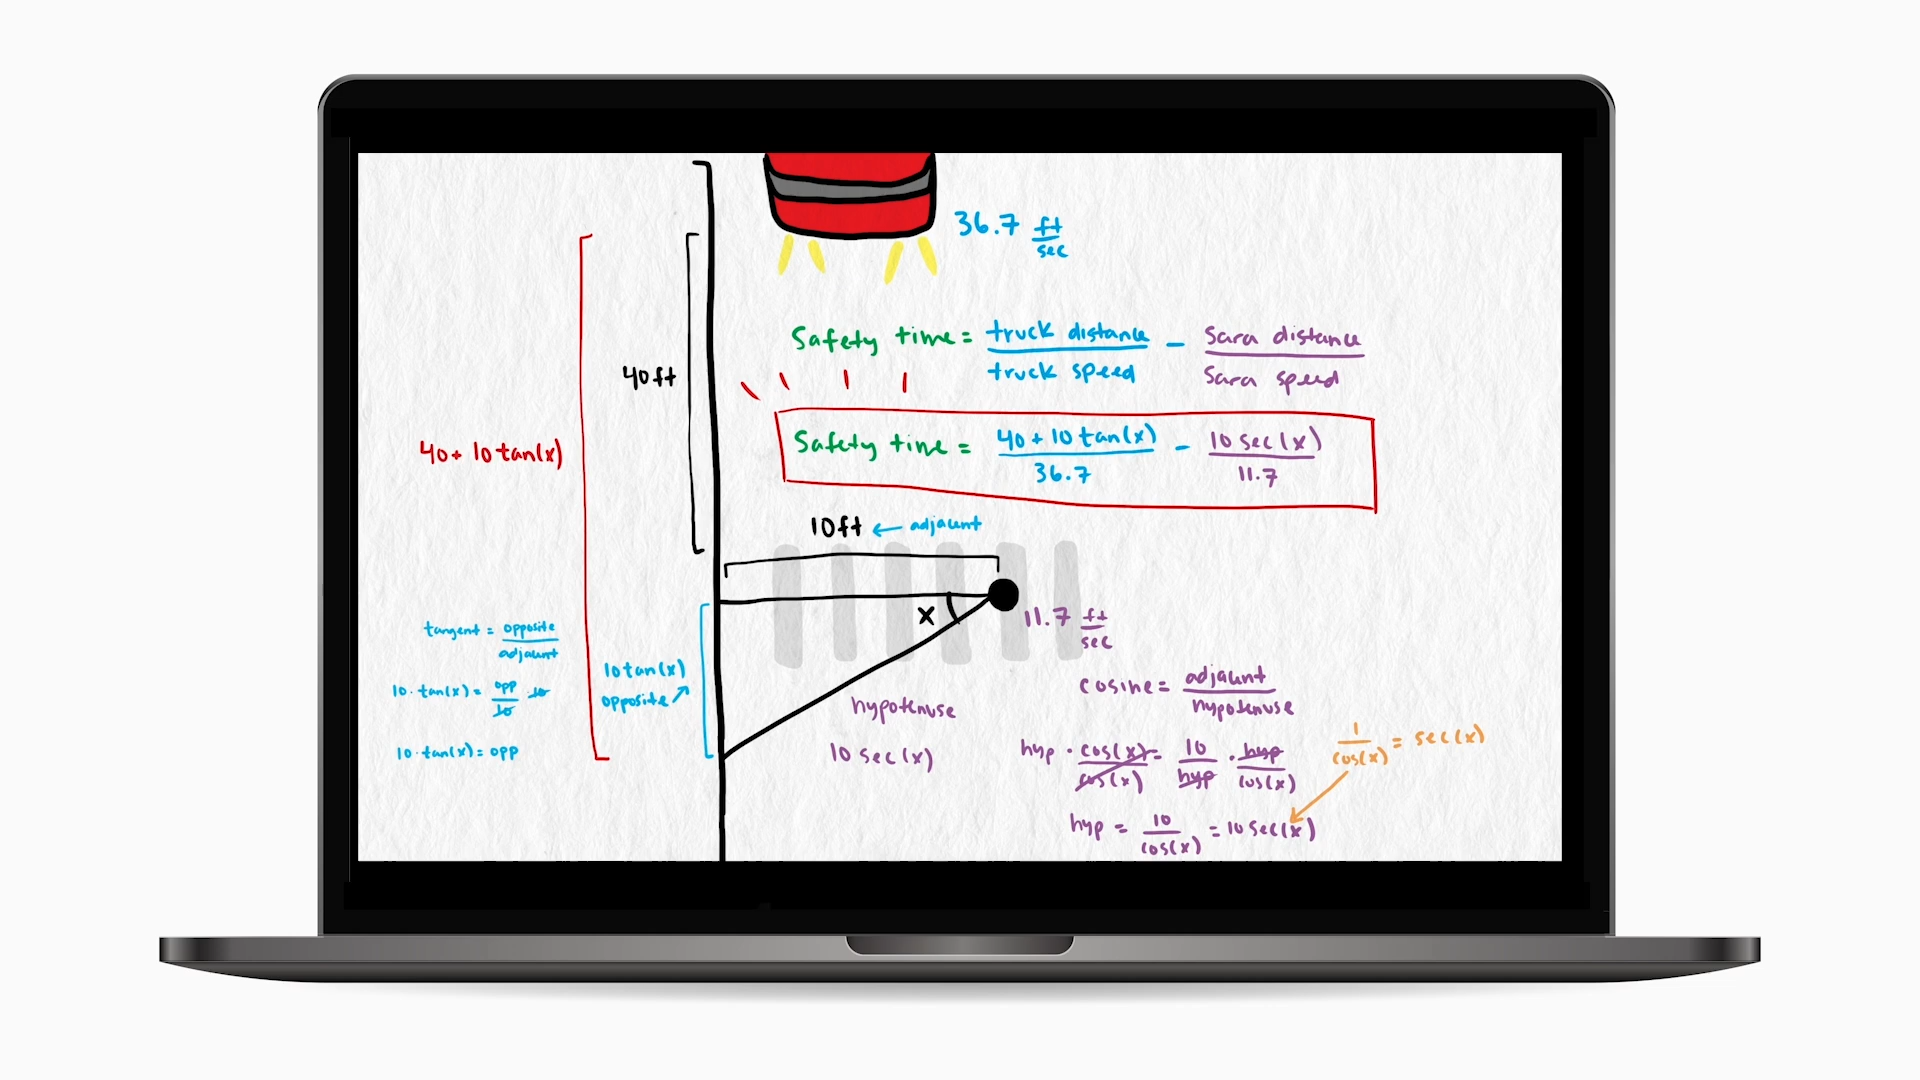 36.7 ft/sec
Safety time = truck distance/truck speed - Sara distance/Sara speed
40ft
40 + 10 tan(x)
Safety time = 40 + 10 tan(x)/36.7 - 10 sec(x)/11.7
10ft ← adjacent
x
11.7 ft/sec
tangent = opposite/adjacent
10 · tan(x) = opp/10 · 10
10 · tan(x) = opp
10 tan(x)
opposite
hypotenuse
10 sec(x)
cosine = adjacent/hypotenuse
hyp · cos(x)/cos(x) = 10/hyp · hyp/cos(x)
1/cos(x) = sec(x)
hyp = 10/cos(x) = 10 sec(x)